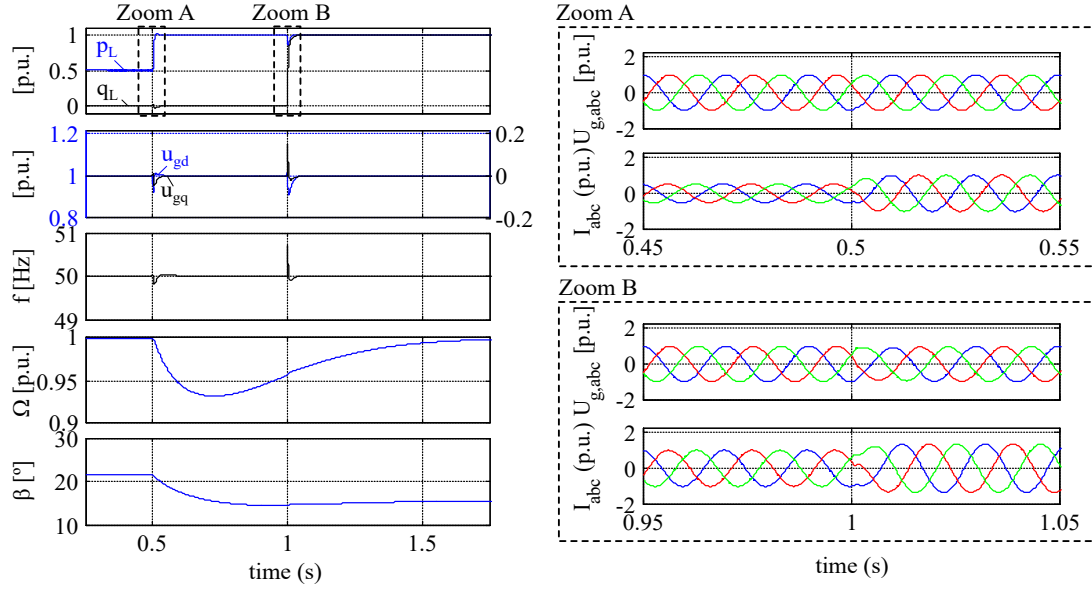 Zoom A
Zoom B
[p.u.]
1
0.5
0
pL
qL
[p.u.]
1.2
1
0.8
0.2
0
-0.2
ugd
ugq
f [Hz]
51
50
49
Ω [p.u.]
1
0.95
0.9
β [º]
30
20
10
0.5
1
1.5
time (s)
Zoom A
Ug,abc [p.u.]
2
0
-2
Iabc (p.u.)
2
0
-2
0.45
0.5
0.55
Zoom B
Ug,abc [p.u.]
2
0
-2
Iabc (p.u.)
2
0
-2
0.95
1
1.05
time (s)